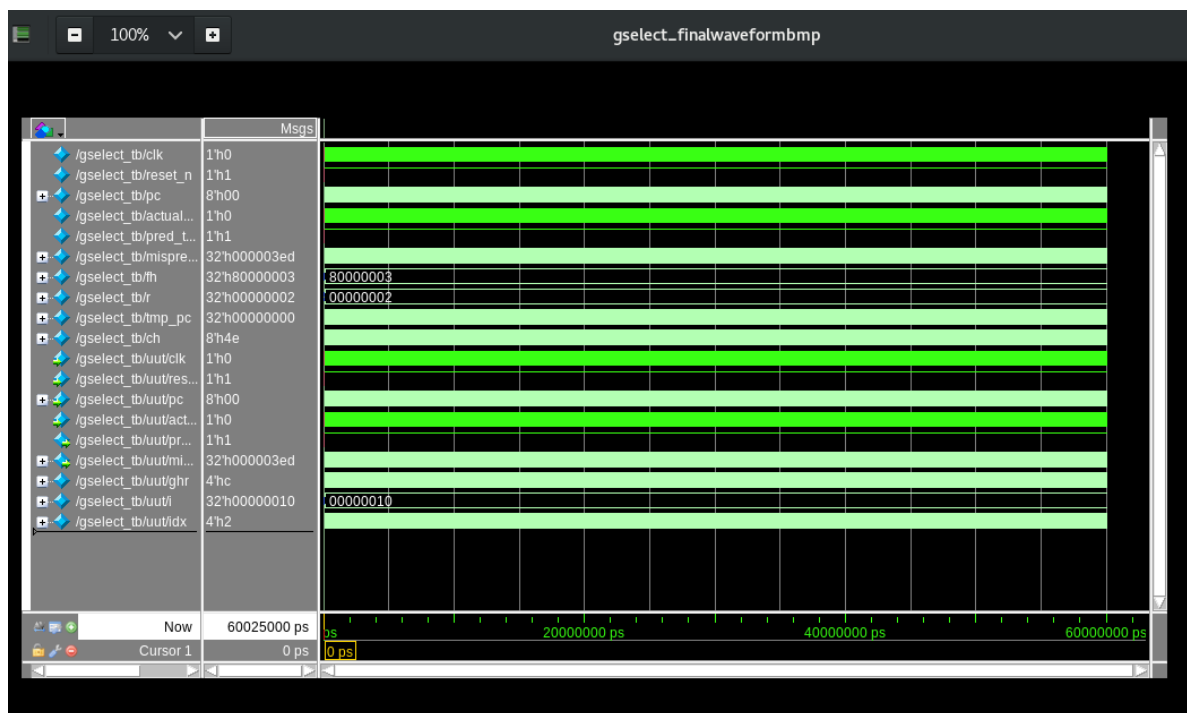 100%
gselect_finalwaveformbmp
Msgs
/gselect_tb/clk 1'h0
/gselect_tb/reset_n 1'h1
/gselect_tb/pc 8'h00
/gselect_tb/actual... 1'h0
/gselect_tb/pred_t... 1'h1
/gselect_tb/mispre... 32'h000003ed
/gselect_tb/fh 32'h80000003 80000003
/gselect_tb/r 32'h00000002 00000002
/gselect_tb/tmp_pc 32'h00000000
/gselect_tb/ch 8'h4e
/gselect_tb/uut/clk 1'h0
/gselect_tb/uut/res... 1'h1
/gselect_tb/uut/pc 8'h00
/gselect_tb/uut/act... 1'h0
/gselect_tb/uut/pr... 1'h1
/gselect_tb/uut/mi... 32'h000003ed
/gselect_tb/uut/ghr 4'hc
/gselect_tb/uut/i 32'h00000010 00000010
/gselect_tb/uut/idx 4'h2
Now 60025000 ps ps 20000000 ps 40000000 ps 60000000 ps
Cursor 1 0 ps 0 ps